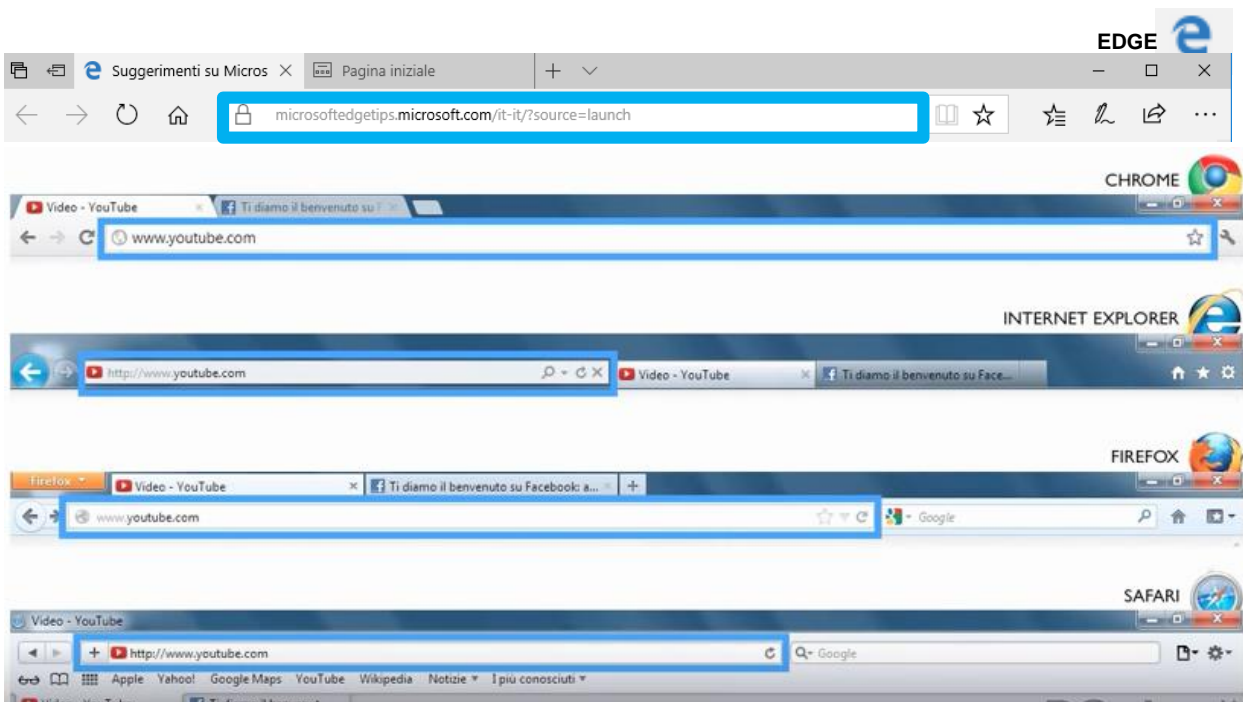 EDGE
Suggerimenti su Micros Pagina iniziale
microsoftedgetips.microsoft.com/it-it/?source=launch
CHROME
Video - YouTube Ti diamo il benvenuto su F
www.youtube.com
INTERNET EXPLORER
http://www.youtube.com Video - YouTube Ti diamo il benvenuto su Face...
FIREFOX
Firefox Video - YouTube Ti diamo il benvenuto su Facebook: a...
www.youtube.com Google
SAFARI
Video - YouTube
http://www.youtube.com Google
Apple Yahoo! Google Maps YouTube Wikipedia Notizie I più conosciuti